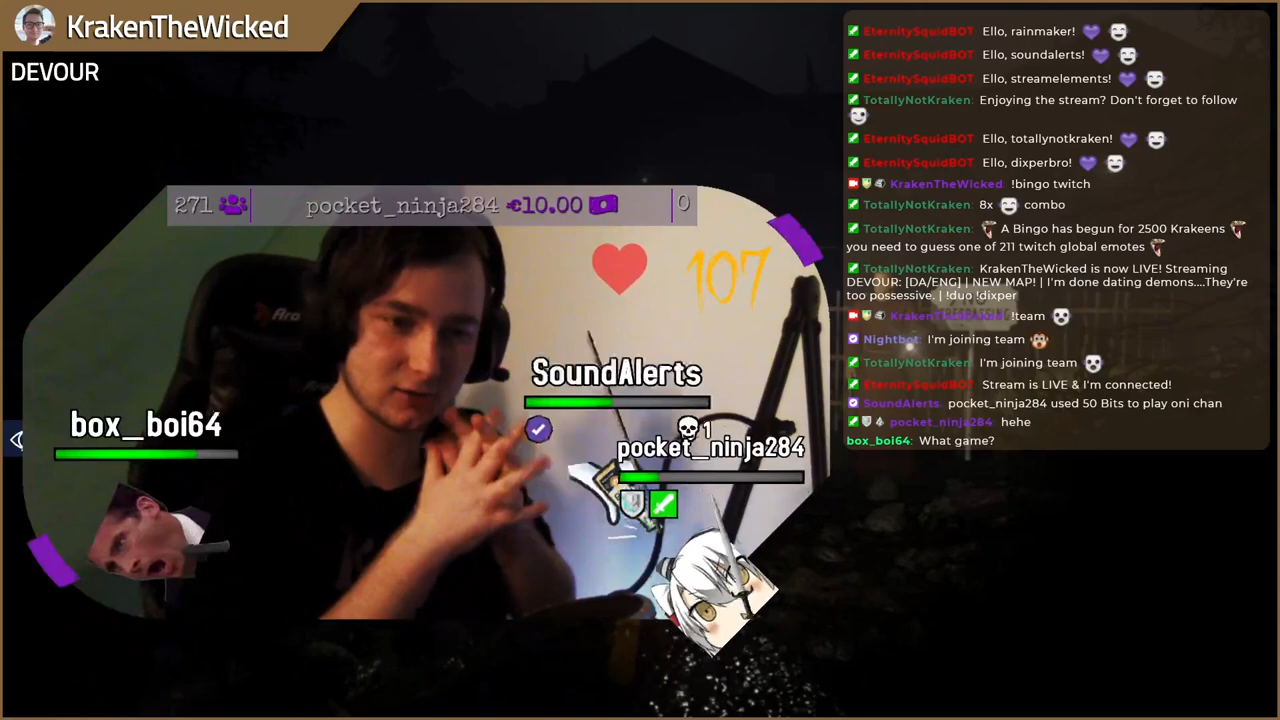 KrakenTheWicked
DEVOUR
271
pocket_ninja284 €10.00
0
107
SoundAlerts
1
pocket_ninja284
box_boi64
EternitySquidBOT Ello, rainmaker!
EternitySquidBOT Ello, soundalerts!
EternitySquidBOT Ello, streamelements!
TotallyNotKraken: Enjoying the stream? Don't forget to follow
EternitySquidBOT Ello, totallynotkraken!
EternitySquidBOT Ello, dixperbro!
KrakenTheWicked: !bingo twitch
TotallyNotKraken: 8x combo
TotallyNotKraken: A Bingo has begun for 2500 Krakeens
you need to guess one of 211 twitch global emotes
TotallyNotKraken: KrakenTheWicked is now LIVE! Streaming
DEVOUR: [DA/ENG] | NEW MAP! | I'm done dating demons....They're
too possessive. | !duo !dixper
KrakenTheWicked: !team
Nightbot: I'm joining team
TotallyNotKraken: I'm joining team
EternitySquidBOT Stream is LIVE & I'm connected!
SoundAlerts: pocket_ninja284 used 50 Bits to play oni chan
pocket_ninja284: hehe
box_boi64: What game?